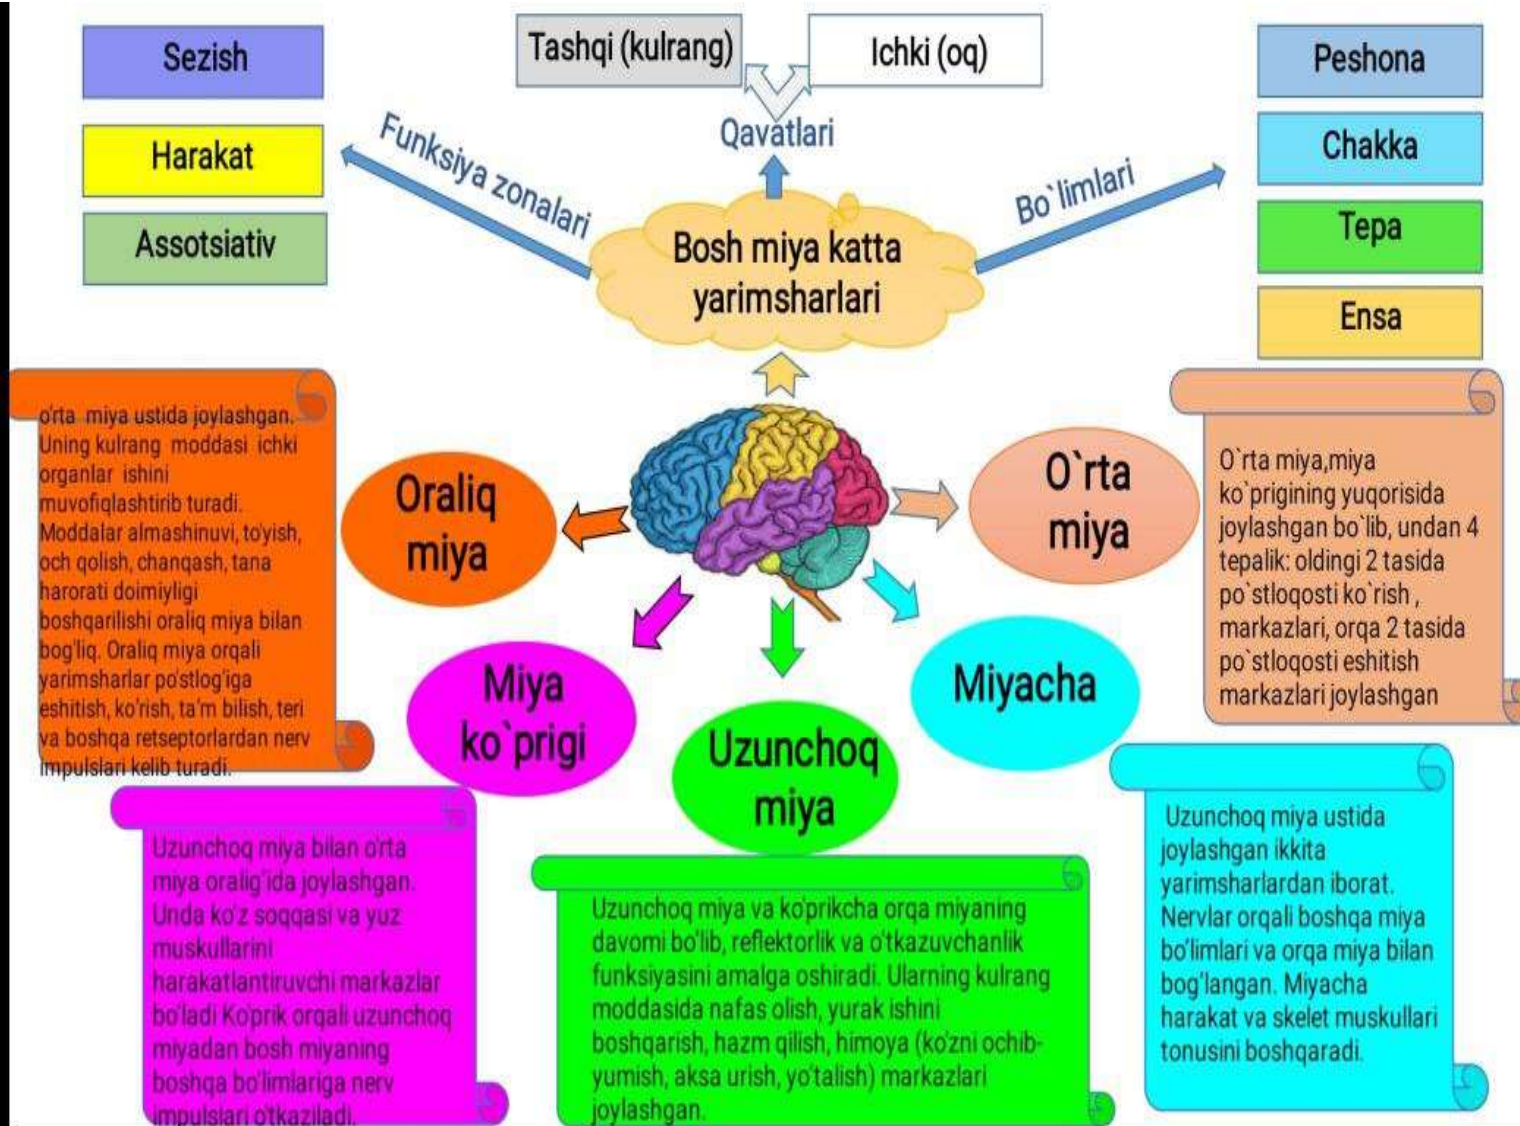 Sezish
Harakat
Assotsiativ
Funksiya zonalari
Tashqi (kulrang)
Ichki (oq)
Qavatlari
Bo`limlari
Peshona
Chakka
Tepa
Ensa
Bosh miya katta
yarimsharlari
o'rta miya ustida joylashgan.
Uning kulrang moddasi ichki
organlar ishini
muvofiqlashtirib turadi.
Moddalar almashinuvi, to'yish,
och qolish, chanqash, tana
harorati doimiyligi
boshqarilishi oraliq miya bilan
bog'liq. Oraliq miya orqali
yarimsharlar po'stlog'iga
eshitish, ko'rish, ta'm bilish, teri
va boshqa retseptorlardan nerv
impulslari kelib turadi.
Oraliq
miya
O`rta
miya
O`rta miya,miya
ko`prigining yuqorisida
joylashgan bo`lib, undan 4
tepalik: oldingi 2 tasida
po`stloqosti ko`rish ,
markazlari, orqa 2 tasida
po`stloqosti eshitish
markazlari joylashgan
Miya
ko`prigi
Uzunchoq
miya
Miyacha
Uzunchoq miya bilan o'rta
miya oralig'ida joylashgan.
Unda ko'z soqqasi va yuz
muskullarini
harakatlantiruvchi markazlar
bo'ladi Ko'prik orqali uzunchoq
miyadan bosh miyaning
boshqa bo'limlariga nerv
impulslari o'tkaziladi.
Uzunchoq miya va ko'prikcha orqa miyaning
davomi bo'lib, reflektorlik va o'tkazuvchanlik
funksiyasini amalga oshiradi. Ularning kulrang
moddasida nafas olish, yurak ishini
boshqarish, hazm qilish, himoya (ko'zni ochib-
yumish, aksa urish, yo'talish) markazlari
joylashgan.
Uzunchoq miya ustida
joylashgan ikkita
yarimsharlardan iborat.
Nervlar orqali boshqa miya
bo'limlari va orqa miya bilan
bog'langan. Miyacha
harakat va skelet muskullari
tonusini boshqaradi.